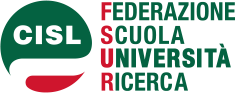 CISL
FEDERAZIONE
SCUOLA
UNIVERSITÀ
RICERCA